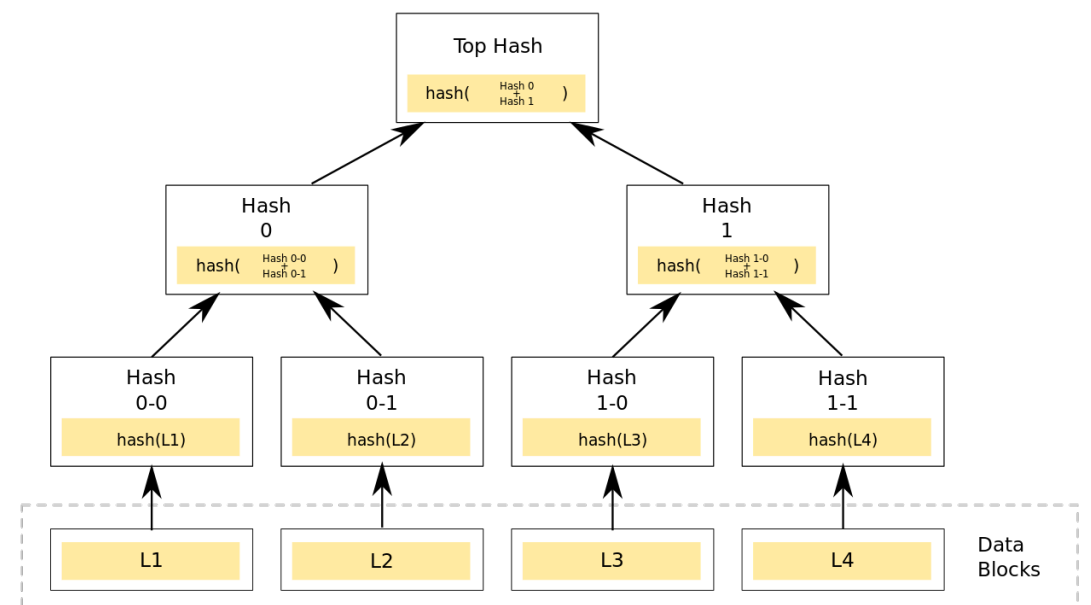 Top Hash
hash( Hash 0 + Hash 1 )
Hash
0
hash( Hash 0-0 + Hash 0-1 )
Hash
1
hash( Hash 1-0 + Hash 1-1 )
Hash
0-0
hash(L1)
Hash
0-1
hash(L2)
Hash
1-0
hash(L3)
Hash
1-1
hash(L4)
L1
L2
L3
L4
Data
Blocks